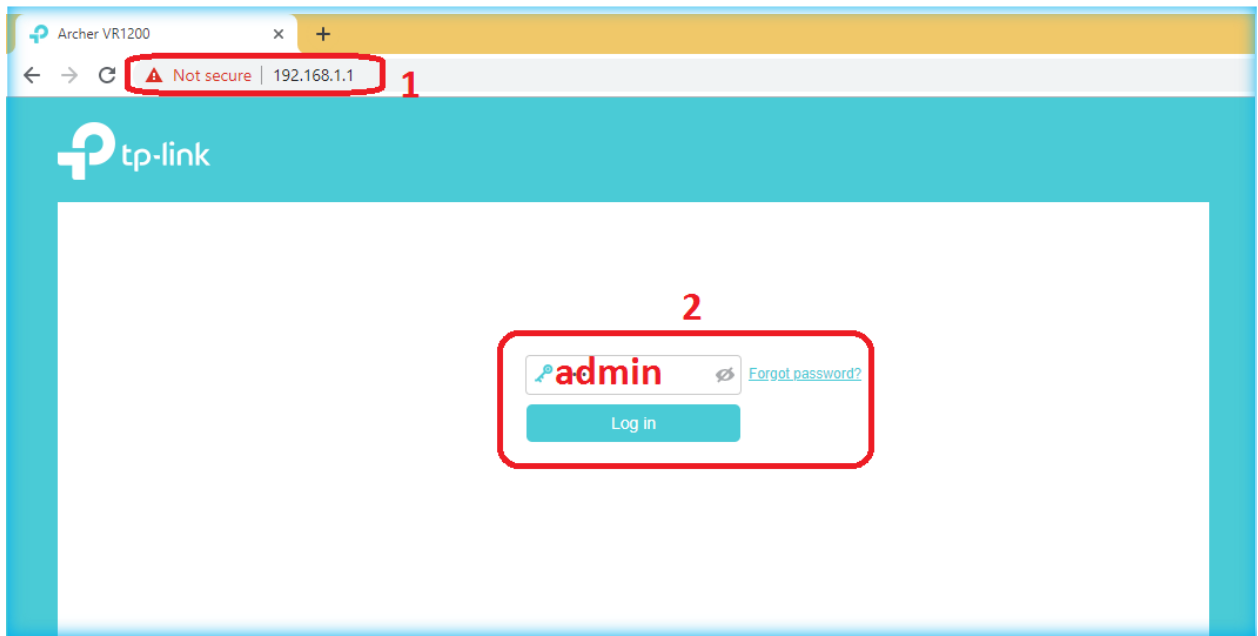 Archer VR1200
Not secure | 192.168.1.1
1
tp-link
2
admin
Forgot password?
Log in